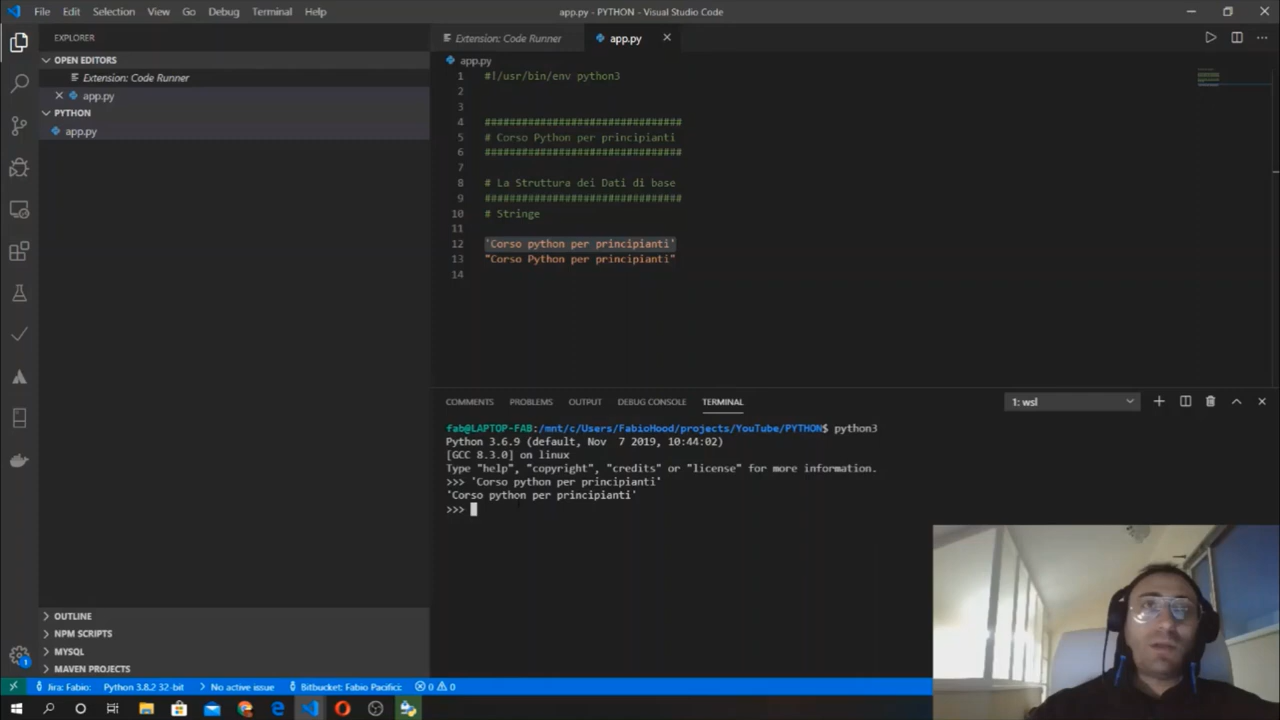 File Edit Selection View Go Debug Terminal Help
app.py - PYTHON - Visual Studio Code
EXPLORER
OPEN EDITORS
Extension: Code Runner
app.py
PYTHON
app.py
OUTLINE
NPM SCRIPTS
MYSQL
MAVEN PROJECTS
Extension: Code Runner
app.py
app.py
1 #!/usr/bin/env python3
2
3
4 ################################
5 # Corso Python per principianti
6 ################################
7
8 # La Struttura dei Dati di base
9 ################################
10 # Stringe
11
12 'Corso python per principianti'
13 "Corso Python per principianti"
14
COMMENTS PROBLEMS OUTPUT DEBUG CONSOLE TERMINAL
1: wsl
fab@LAPTOP-FAB:/mnt/c/Users/FabioHood/projects/YouTube/PYTHON$ python3
Python 3.6.9 (default, Nov  7 2019, 10:44:02)
[GCC 8.3.0] on linux
Type "help", "copyright", "credits" or "license" for more information.
>>> 'Corso python per principianti'
'Corso python per principianti'
>>>
1
Jira: Fabio: Python 3.8.2 32-bit No active issue Bitbucket: Fabio Pacifici: 0 0